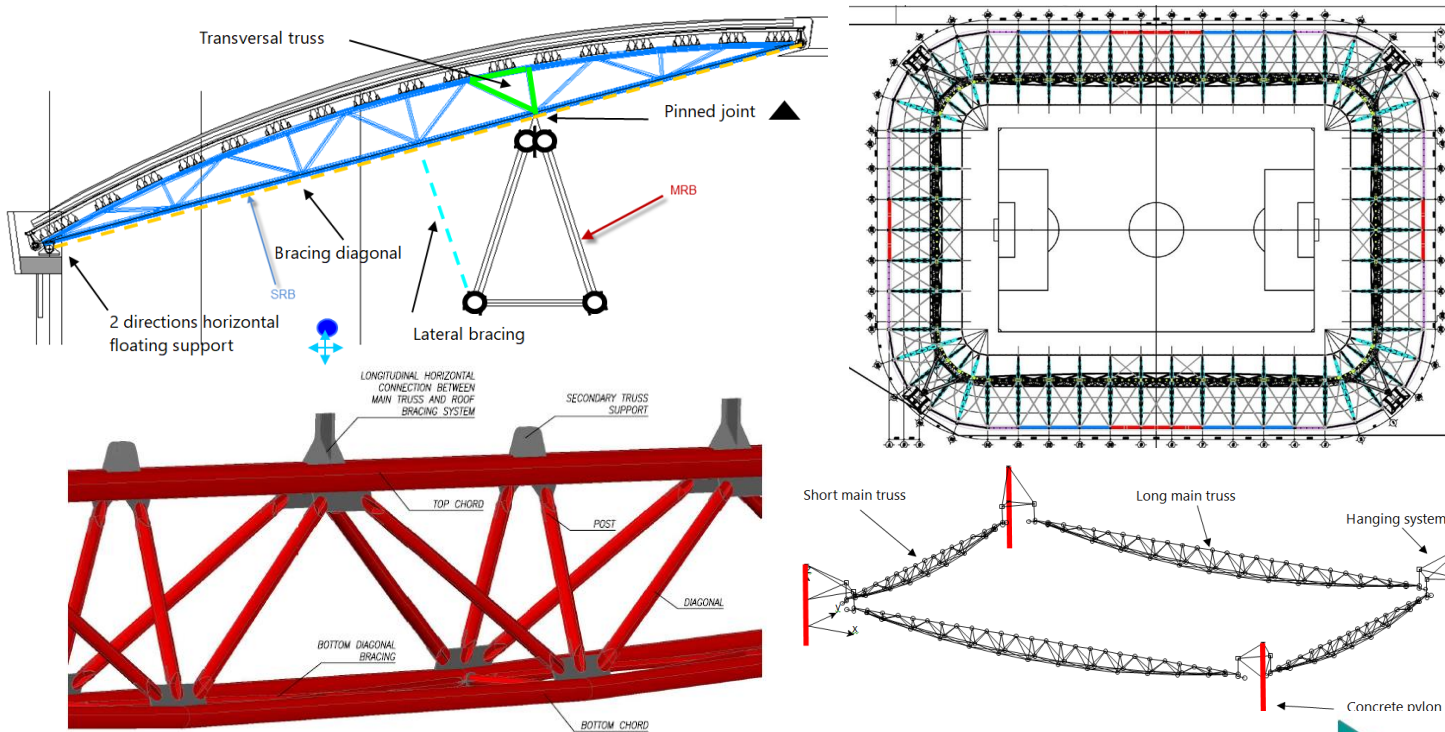 Transversal truss
Pinned joint
MRB
Bracing diagonal
SRB
2 directions horizontal
floating support
Lateral bracing
LONGITUDINAL HORIZONTAL
CONNECTION BETWEEN
MAIN TRUSS AND ROOF
BRACING SYSTEM
SECONDARY TRUSS
SUPPORT
TOP CHORD
POST
DIAGONAL
BOTTOM DIAGONAL
BRACING
BOTTOM CHORD
Short main truss
Long main truss
Hanging system
y
x
Concrete pylon